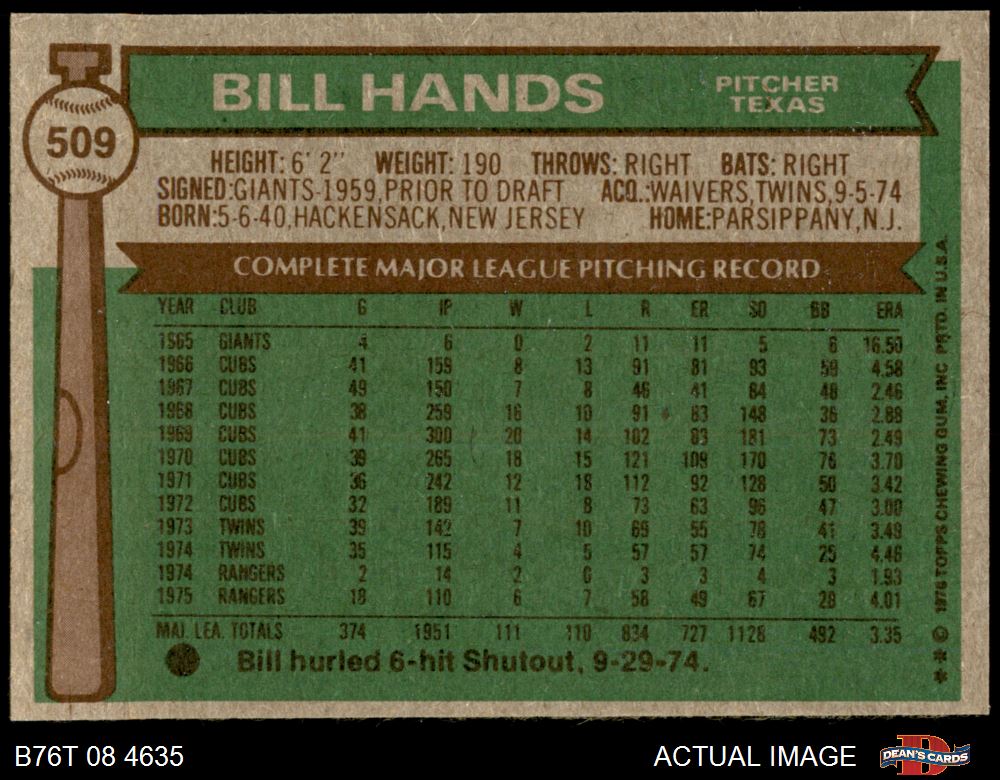 BILL HANDS
PITCHER
TEXAS
509
HEIGHT: 6' 2" WEIGHT: 190 THROWS: RIGHT BATS: RIGHT
SIGNED: GIANTS-1959, PRIOR TO DRAFT ACQ.: WAIVERS, TWINS, 9-5-74
BORN: 5-6-40, HACKENSACK, NEW JERSEY HOME: PARSIPPANY, N.J.
COMPLETE MAJOR LEAGUE PITCHING RECORD
YEAR CLUB G IP W L R ER SO BB ERA
1965 GIANTS 4 6 0 2 11 11 5 6 16.50
1966 CUBS 41 159 8 13 91 81 93 59 4.58
1967 CUBS 49 150 7 8 46 41 84 48 2.46
1968 CUBS 38 259 16 10 91 83 148 36 2.88
1969 CUBS 41 300 20 14 102 83 181 73 2.49
1970 CUBS 39 265 18 15 121 109 170 76 3.70
1971 CUBS 36 242 12 18 112 92 128 50 3.42
1972 CUBS 32 189 11 8 73 63 96 47 3.00
1973 TWINS 39 142 7 10 69 55 78 41 3.49
1974 TWINS 35 115 4 5 57 57 74 25 4.46
1974 RANGERS 2 14 2 0 3 3 4 3 1.93
1975 RANGERS 18 110 6 7 58 49 67 28 4.01
MAJ. LEA. TOTALS 374 1951 111 110 834 727 1128 492 3.35
Bill hurled 6-hit Shutout, 9-29-74.
* * © 1976 TOPPS CHEWING GUM, INC PRTD. IN U.S.A.
B76T 08 4635
ACTUAL IMAGE
DEAN'S CARDS